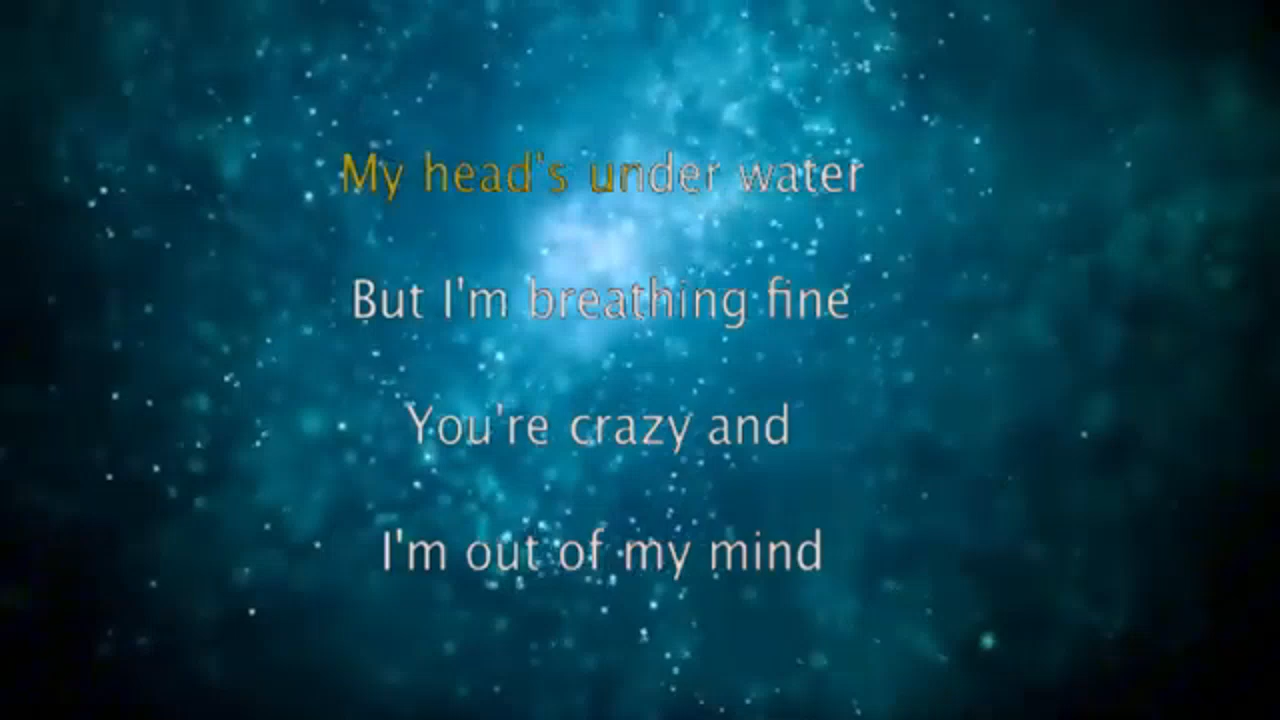 My head's under water
But I'm breathing fine
You're crazy and
I'm out of my mind